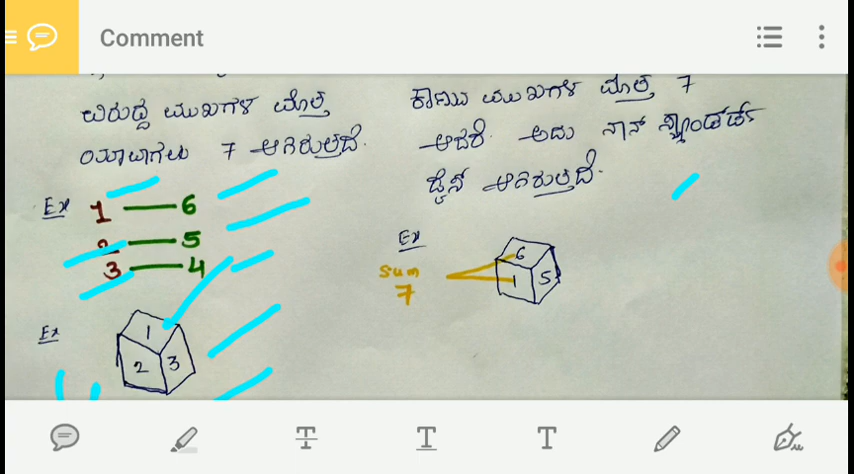 Comment
ವಿರುದ್ಧ ಮುಖಗಳ ಮೊತ್ತ
ಯಾವಾಗಲು 7 ಆಗಿರುತ್ತದೆ.
Ex 1 — 6
2 — 5
3 — 4
Ex
1
2 3
ಕಾಣುವ ಮುಖಗಳ ಮೊತ್ತ 7
ಆದರೆ ಅದು ನಾನ್ ಸ್ಟ್ಯಾಂಡರ್ಡ್
ಡೈಸ್ ಆಗಿರುತ್ತದೆ.
Ex
Sum
7
6
1 5
T T T